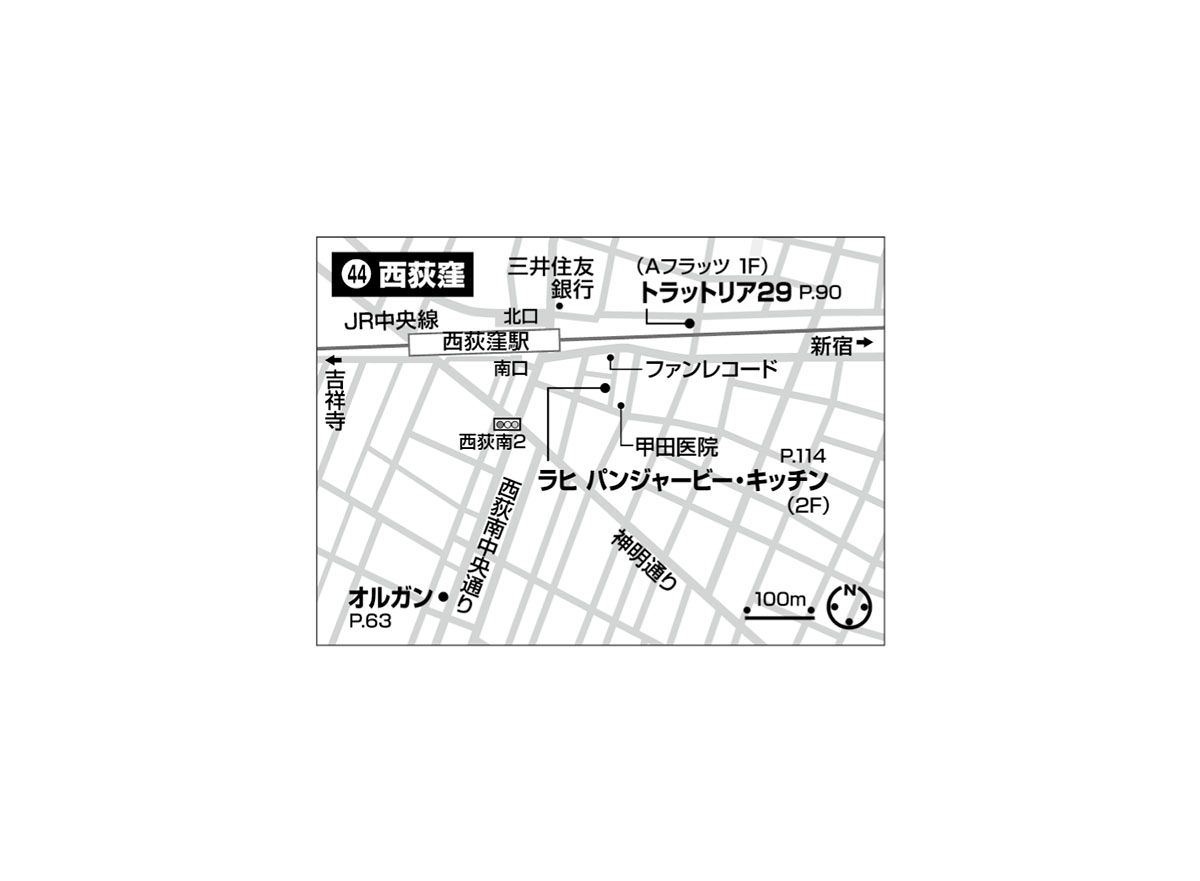 44 西荻窪
三井住友
銀行
（Aフラッツ 1F）
トラットリア29 P.90
JR中央線
北口
西荻窪駅
新宿→
←
吉祥寺
南口
ファンレコード
西荻南2
甲田医院
P.114
ラヒ パンジャービー・キッチン
（2F）
西荻南中央通り
神明通り
オルガン
P.63
100m
N